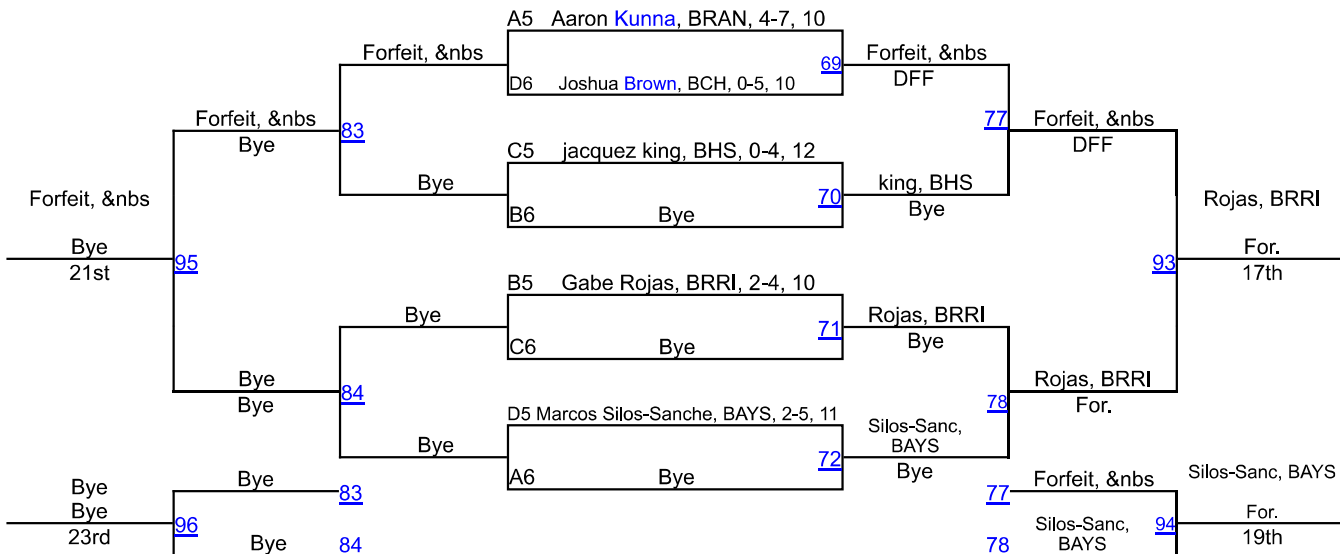 A5 Aaron Kunna, BRAN, 4-7, 10
Forfeit, &nbs 69 Forfeit, &nbs
D6 Joshua Brown, BCH, 0-5, 10 DFF
Forfeit, &nbs 83 77 Forfeit, &nbs
Bye DFF
C5 jacquez king, BHS, 0-4, 12
Bye 70 king, BHS
B6 Bye Bye
Forfeit, &nbs Rojas, BRRI
Bye For.
21st 95 93 17th
B5 Gabe Rojas, BRRI, 2-4, 10
Bye 71 Rojas, BRRI
C6 Bye Bye
Bye 84 78 Rojas, BRRI
Bye For.
D5 Marcos Silos-Sanche, BAYS, 2-5, 11
Bye 72 Silos-Sanc,
BAYS
A6 Bye Bye
Bye Bye 83 77 Forfeit, &nbs Silos-Sanc, BAYS
Bye For.
23rd 96 94 19th
Bye 84 78 Silos-Sanc,
BAYS